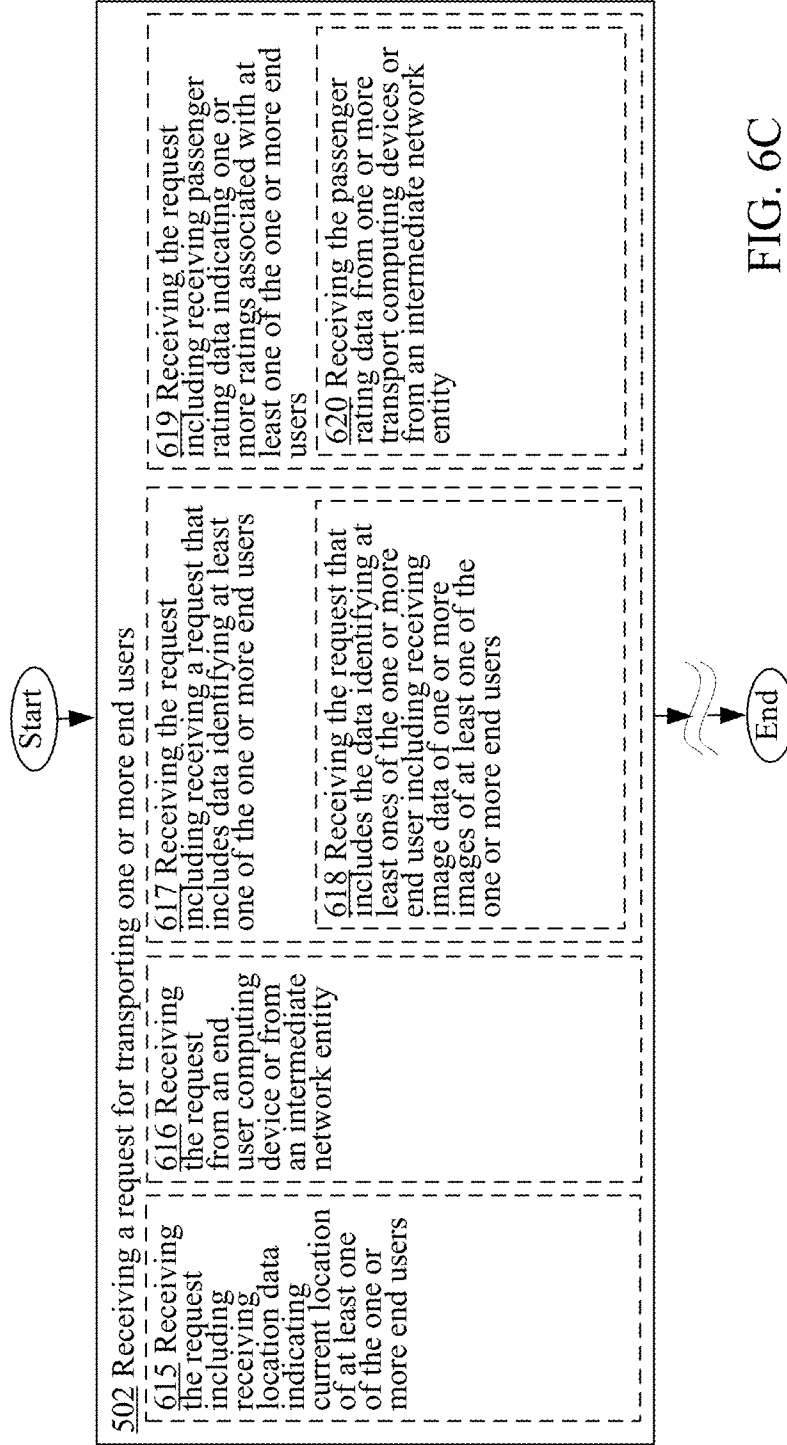 Start
502 Receiving a request for transporting one or more end users
615 Receiving
the request
including
receiving
location data
indicating
current location
of at least one
of the one or
more end users
616 Receiving
the request
from an end
user computing
device or from
an intermediate
network entity
617 Receiving the request
including receiving a request that
includes data identifying at least
one of the one or more end users
618 Receiving the request that
includes the data identifying at
least ones of the one or more
end user including receiving
image data of one or more
images of at least one of the
one or more end users
619 Receiving the request
including receiving passenger
rating data indicating one or
more ratings associated with at
least one of the one or more end
users
620 Receiving the passenger
rating data from one or more
transport computing devices or
from an intermediate network
entity
End
FIG. 6C